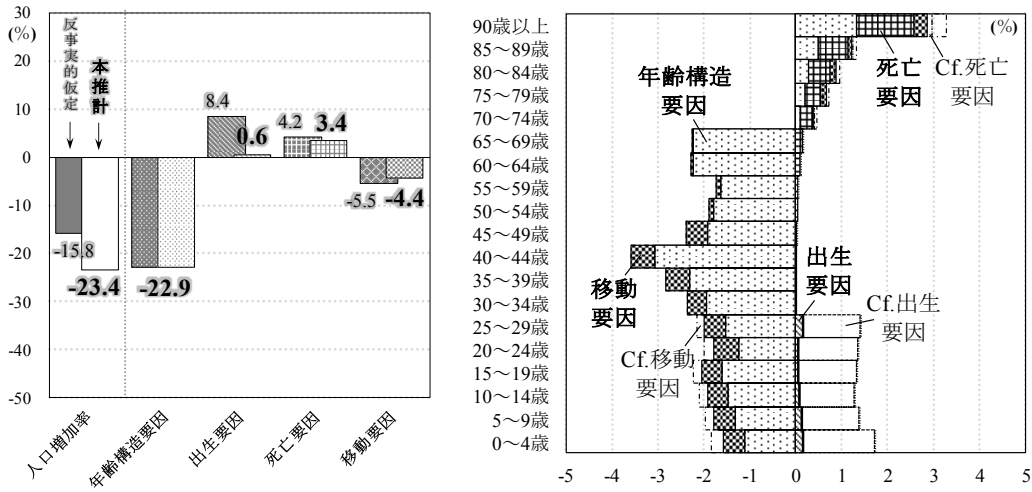 30
(%)
20
10
0
-10
-20
-30
-40
-50
反事実的仮定
本推計
-15.8
-23.4
-22.9
8.4
0.6
4.2
3.4
-5.5
-4.4
人口増加率
年齢構造要因
出生要因
死亡要因
移動要因
90歳以上
85～89歳
80～84歳
75～79歳
70～74歳
65～69歳
60～64歳
55～59歳
50～54歳
45～49歳
40～44歳
35～39歳
30～34歳
25～29歳
20～24歳
15～19歳
10～14歳
5～9歳
0～4歳
(%)
年齢構造
要因
死亡
要因
Cf.死亡
要因
移動
要因
出生
要因
Cf.出生
要因
Cf.移動
要因
-5 -4 -3 -2 -1 0 1 2 3 4 5